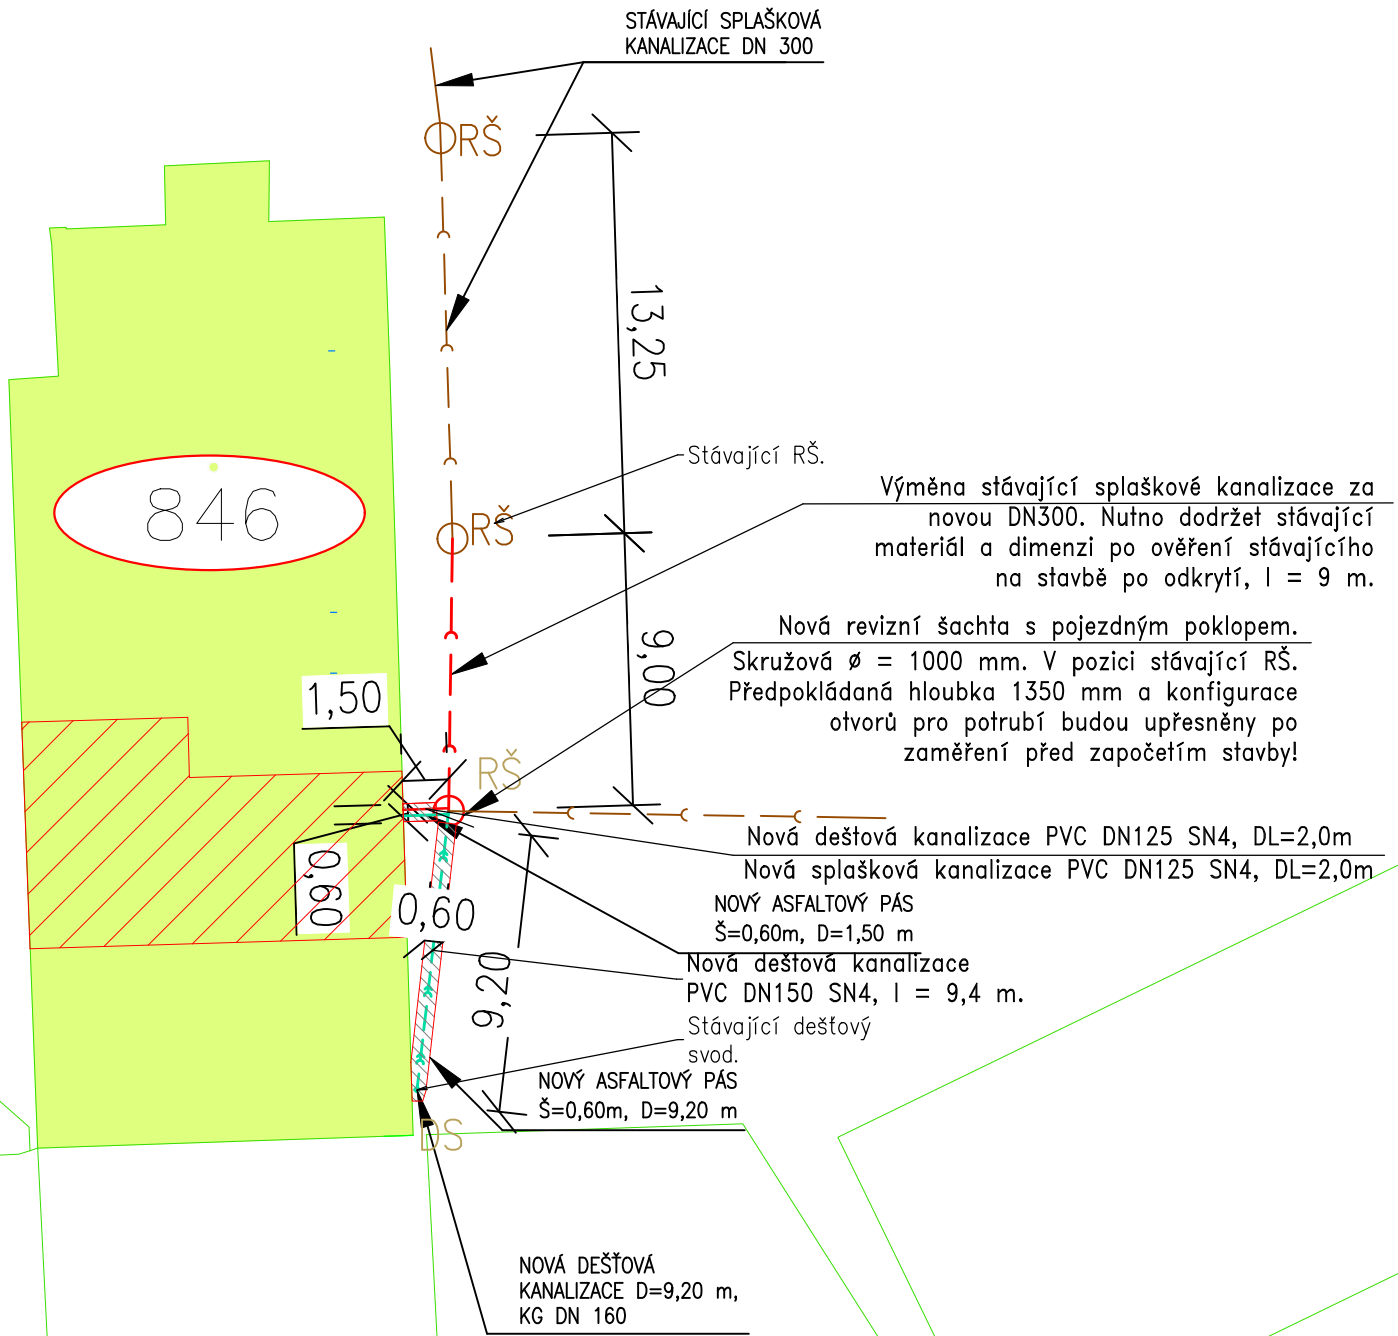 STÁVAJÍCÍ SPLAŠKOVÁ
KANALIZACE DN 300
RŠ
13,25
Stávající RŠ.
846
RŠ
Výměna stávající splaškové kanalizace za
novou DN300. Nutno dodržet stávající
materiál a dimenzi po ověření stávajícího
na stavbě po odkrytí, l = 9 m.
9,00
Nová revizní šachta s pojezdným poklopem.
Skružová ø = 1000 mm. V pozici stávající RŠ.
Předpokládaná hloubka 1350 mm a konfigurace
otvorů pro potrubí budou upřesněny po
zaměření před započetím stavby!
1,50
RŠ
Nová deštová kanalizace PVC DN125 SN4, DL=2,0m
Nová splašková kanalizace PVC DN125 SN4, DL=2,0m
0,60
0,60
NOVÝ ASFALTOVÝ PÁS
Š=0,60m, D=1,50 m
9,20
Nová deštová kanalizace
PVC DN150 SN4, l = 9,4 m.
Stávající dešťový
svod.
NOVÝ ASFALTOVÝ PÁS
Š=0,60m, D=9,20 m
DS
NOVÁ DEŠŤOVÁ
KANALIZACE D=9,20 m,
KG DN 160